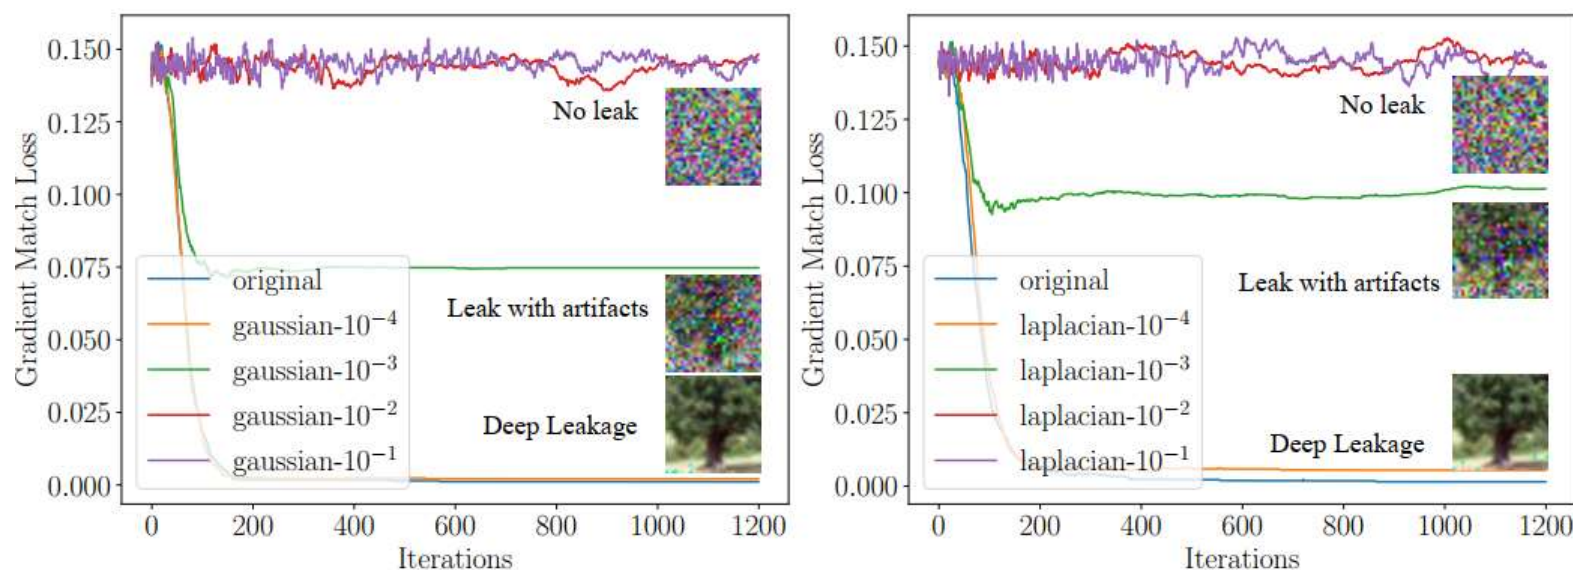 0.150
0.125
0.100
0.075
0.050
0.025
0.000
Gradient Match Loss
No leak
Leak with artifacts
Deep Leakage
original
gaussian-10⁻⁴
gaussian-10⁻³
gaussian-10⁻²
gaussian-10⁻¹
0 200 400 600 800 1000 1200
Iterations
0.150
0.125
0.100
0.075
0.050
0.025
0.000
Gradient Match Loss
No leak
Leak with artifacts
Deep Leakage
original
laplacian-10⁻⁴
laplacian-10⁻³
laplacian-10⁻²
laplacian-10⁻¹
0 200 400 600 800 1000 1200
Iterations